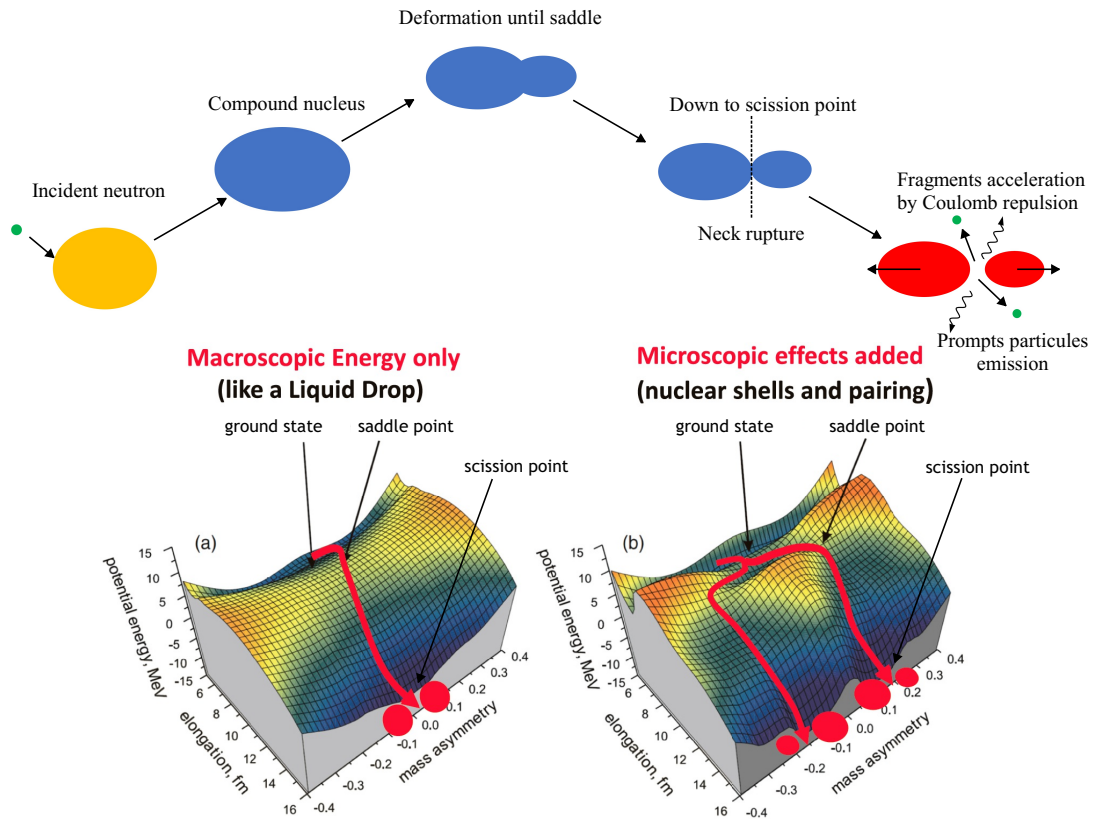 Deformation until saddle
Compound nucleus
Down to scission point
Incident neutron
Fragments acceleration
by Coulomb repulsion
Neck rupture
Prompts particules
emission
Macroscopic Energy only
(like a Liquid Drop)
ground state
saddle point
scission point
(a)
potential energy, MeV
15
10
5
0
-5
-10
-15
elongation, fm
6
8
10
12
14
16
mass asymmetry
-0.4
-0.3
-0.2
-0.1
0.0
0.1
0.2
0.3
0.4
Microscopic effects added
(nuclear shells and pairing)
ground state
saddle point
scission point
(b)
potential energy, MeV
15
10
5
0
-5
-10
-15
elongation, fm
6
8
10
12
14
16
mass asymmetry
-0.4
-0.3
-0.2
-0.1
0.0
0.1
0.2
0.3
0.4